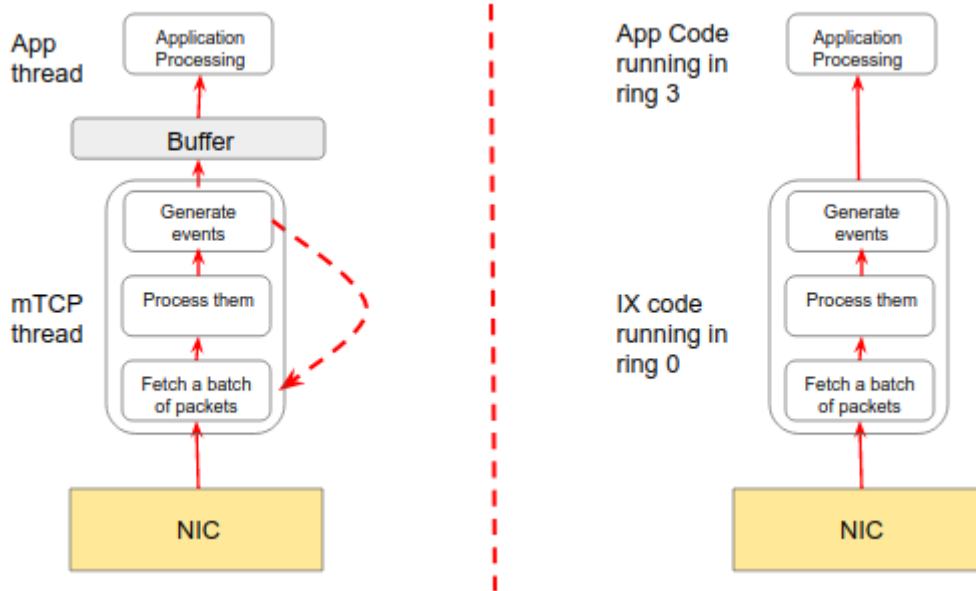 App
thread
Application
Processing
Buffer
Generate
events
mTCP
thread
Process them
Fetch a batch
of packets
NIC
App Code
running in
ring 3
Application
Processing
Generate
events
IX code
running in
ring 0
Process them
Fetch a batch
of packets
NIC